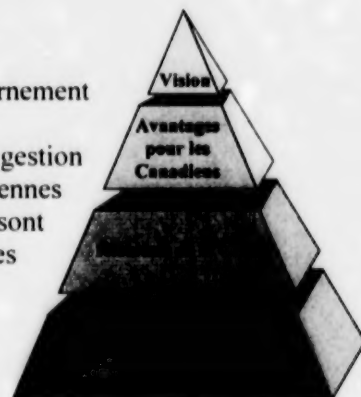 rnement
gestion
ennes
sont
es
Vision
Avantages
pour les
Canadiens